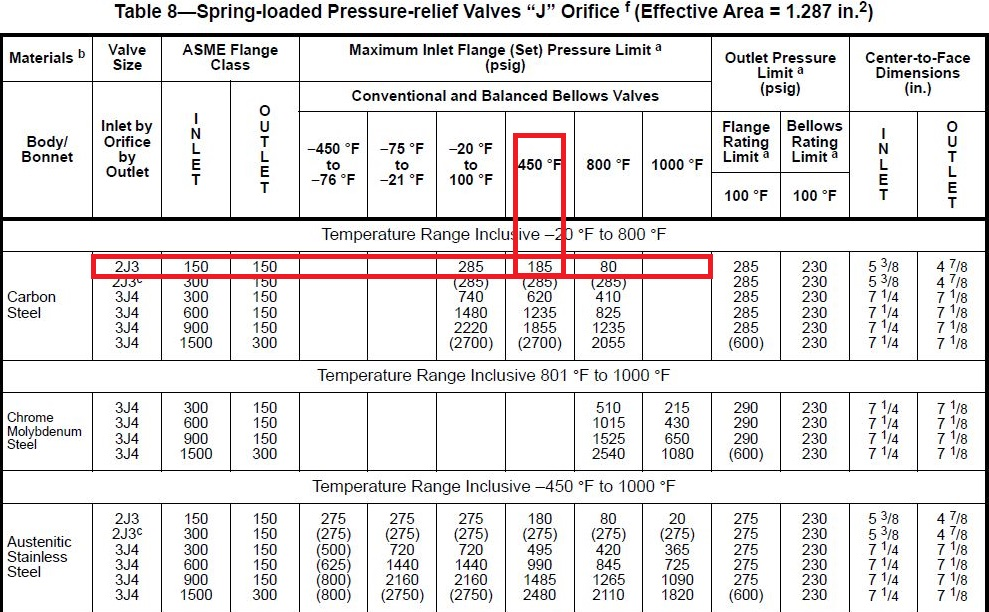 Table 8—Spring-loaded Pressure-relief Valves “J” Orifice f (Effective Area = 1.287 in.2)
Materials b Valve Size ASME Flange Class Maximum Inlet Flange (Set) Pressure Limit a (psig) Outlet Pressure Limit a (psig) Center-to-Face Dimensions (in.)
Conventional and Balanced Bellows Valves
Body/ Bonnet Inlet by Orifice by Outlet INLET OUTLET –450 °F to –76 °F –75 °F to –21 °F –20 °F to 100 °F 450 °F 800 °F 1000 °F Flange Rating Limit a Bellows Rating Limit a INLET OUTLET
100 °F 100 °F
Temperature Range Inclusive –20 °F to 800 °F
Carbon Steel
2J3 150 150 285 185 80 285 230 5 3/8 4 7/8
2J3c 300 150 (285) (285) (285) 285 230 5 3/8 4 7/8
3J4 300 150 740 620 410 285 230 7 1/4 7 1/8
3J4 600 150 1480 1235 825 285 230 7 1/4 7 1/8
3J4 900 150 2220 1855 1235 285 230 7 1/4 7 1/8
3J4 1500 300 (2700) (2700) 2055 (600) 230 7 1/4 7 1/8
Temperature Range Inclusive 801 °F to 1000 °F
Chrome Molybdenum Steel
3J4 300 150 510 215 290 230 7 1/4 7 1/8
3J4 600 150 1015 430 290 230 7 1/4 7 1/8
3J4 900 150 1525 650 290 230 7 1/4 7 1/8
3J4 1500 300 2540 1080 (600) 230 7 1/4 7 1/8
Temperature Range Inclusive –450 °F to 1000 °F
Austenitic Stainless Steel
2J3 150 150 275 275 275 180 80 20 275 230 5 3/8 4 7/8
2J3c 300 150 (275) (275) (275) (275) (275) (275) 275 230 5 3/8 4 7/8
3J4 300 150 (500) 720 720 495 420 365 275 230 7 1/4 7 1/8
3J4 600 150 (625) 1440 1440 990 845 725 275 230 7 1/4 7 1/8
3J4 900 150 (800) 2160 2160 1485 1265 1090 275 230 7 1/4 7 1/8
3J4 1500 300 (800) (2750) (2750) 2480 2110 1820 (600) 230 7 1/4 7 1/8